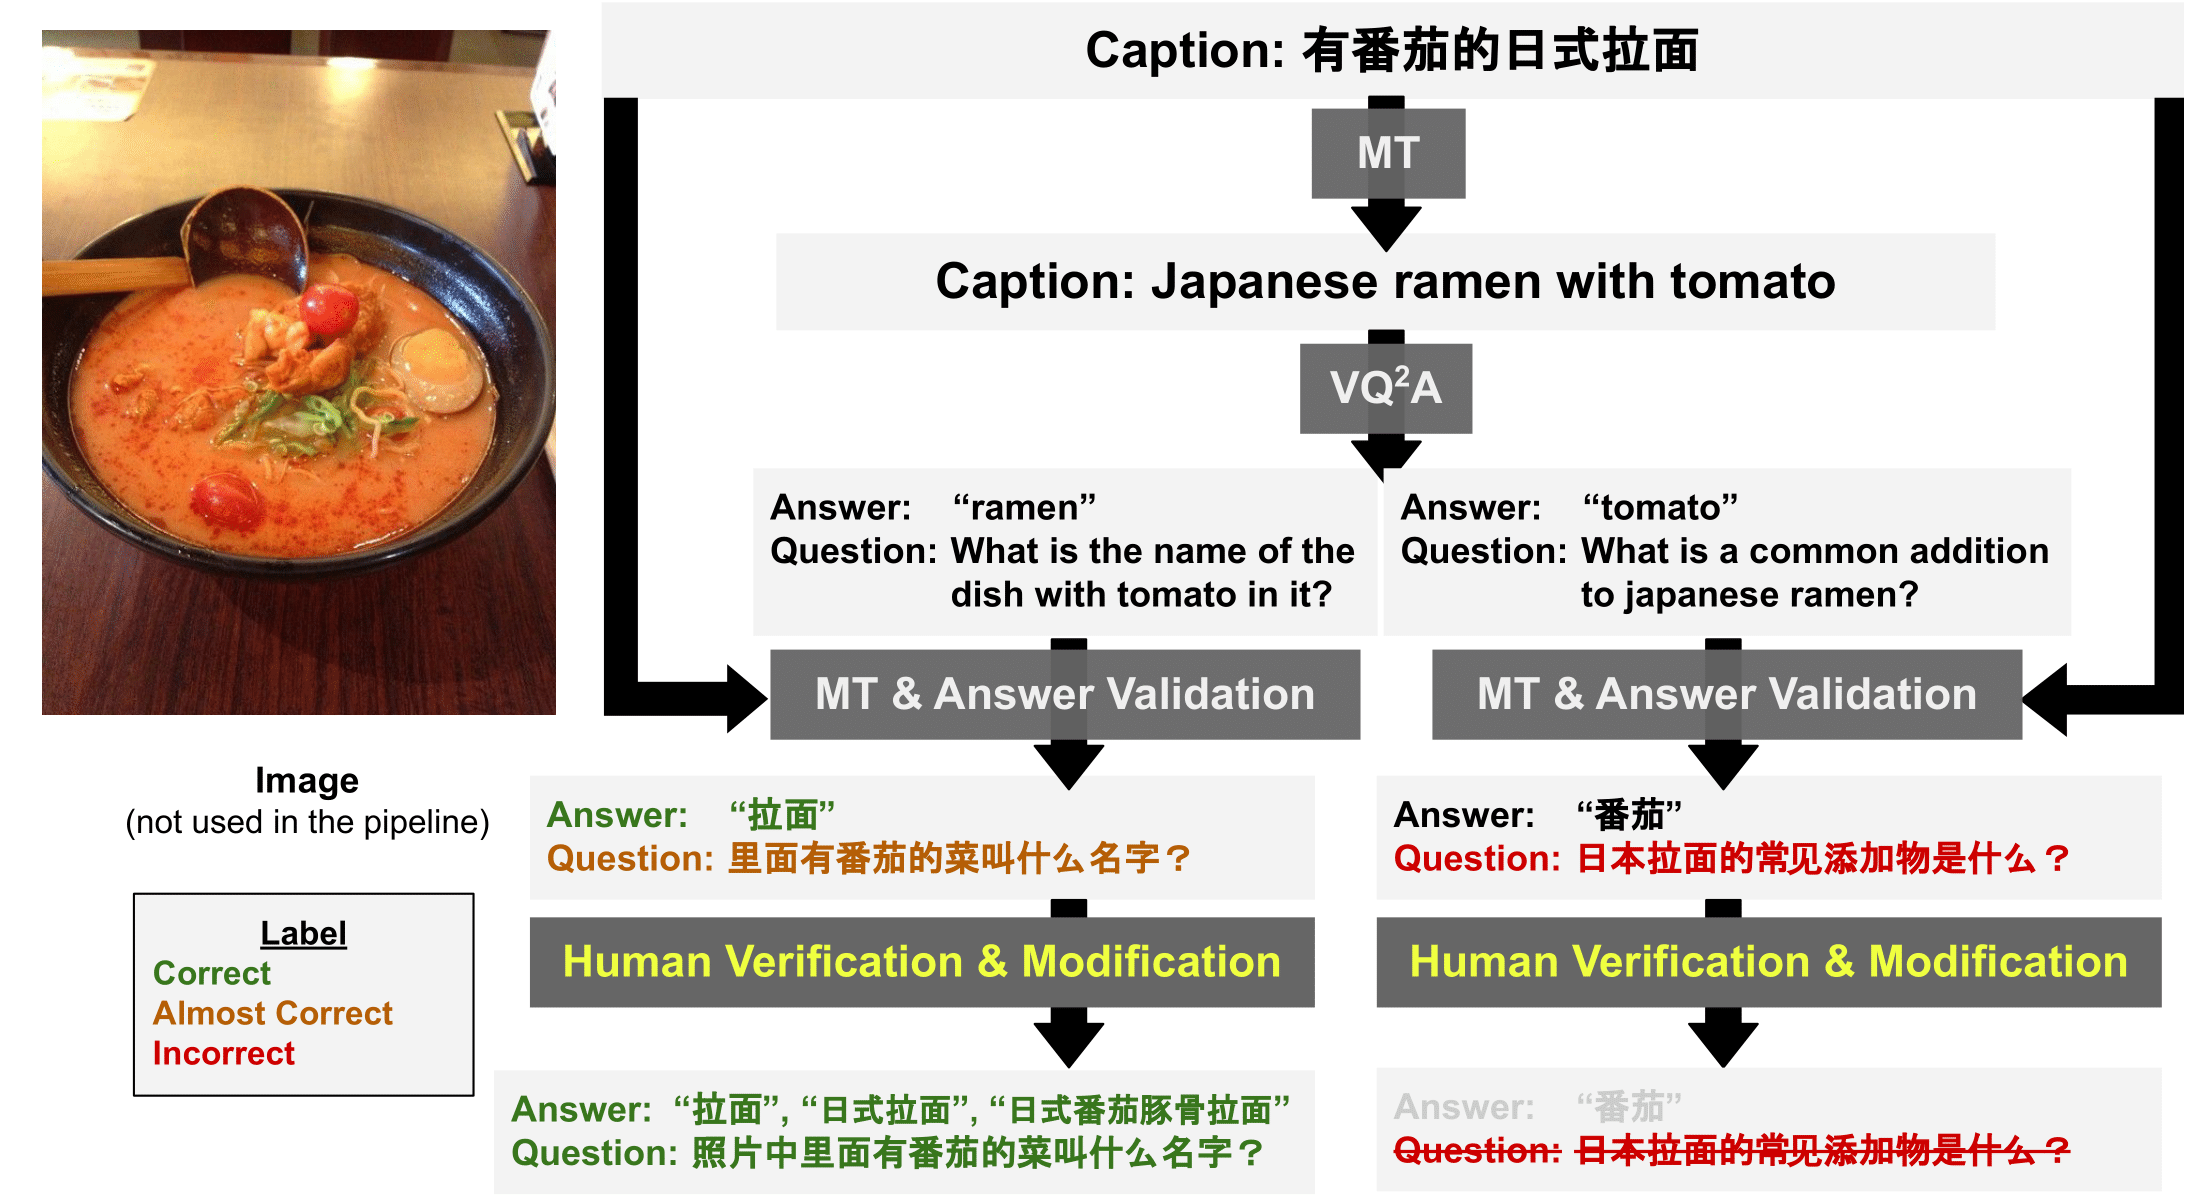 Caption: 有番茄的日式拉面
MT
Caption: Japanese ramen with tomato
VQ²A
Answer: “ramen”
Question: What is the name of the
dish with tomato in it?
Answer: “tomato”
Question: What is a common addition
to japanese ramen?
MT & Answer Validation
MT & Answer Validation
Image
(not used in the pipeline)
Label
Correct
Almost Correct
Incorrect
Answer: “拉面”
Question: 里面有番茄的菜叫什么名字？
Answer: “番茄”
Question: 日本拉面的常见添加物是什么？
Human Verification & Modification
Human Verification & Modification
Answer: “拉面”, “日式拉面”, “日式番茄豚骨拉面”
Question: 照片中里面有番茄的菜叫什么名字？
Answer: “番茄”
Question: 日本拉面的常见添加物是什么？